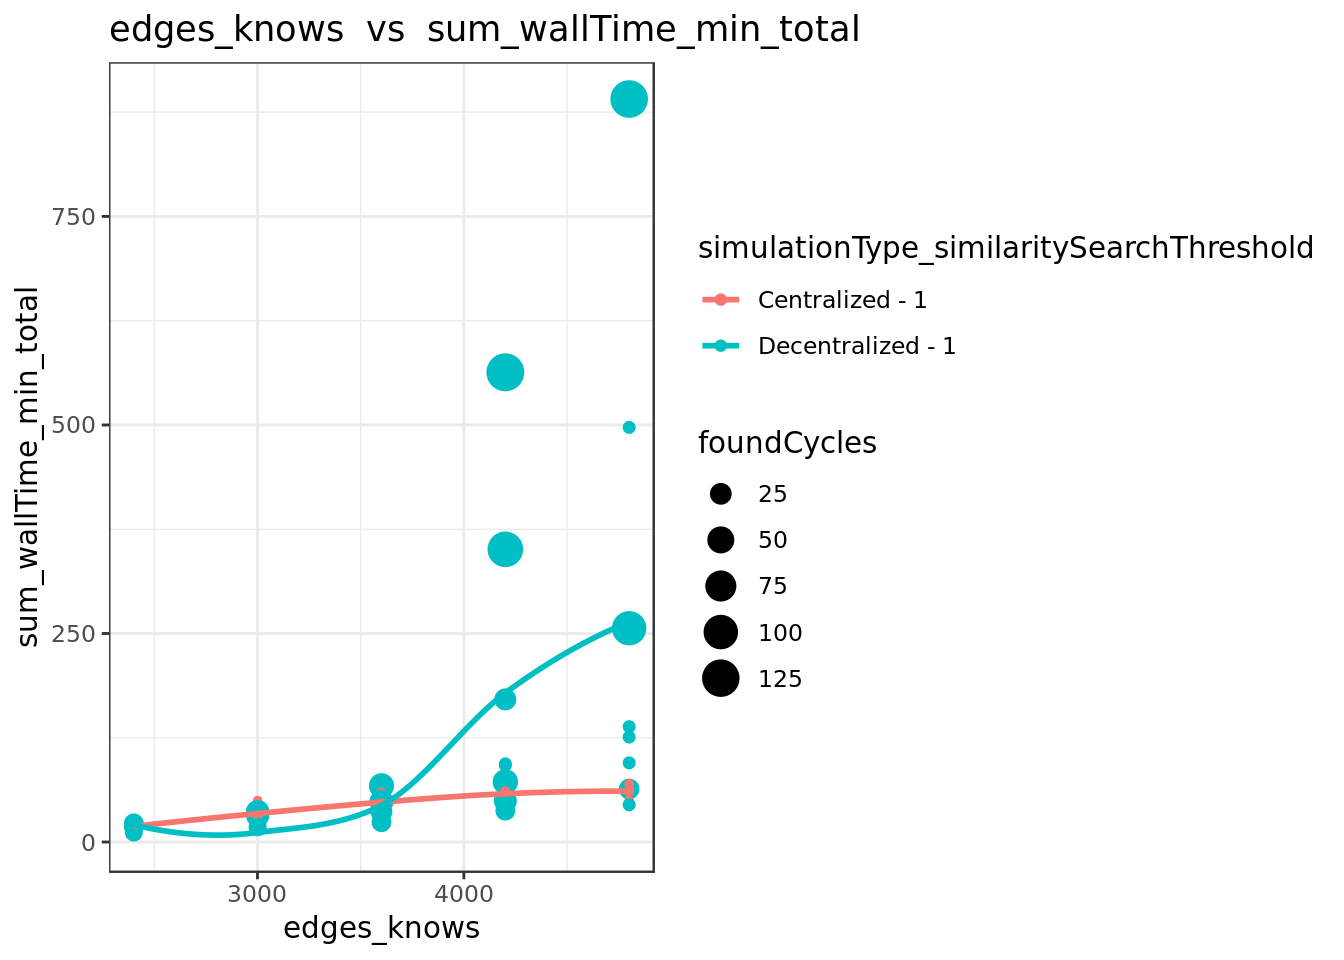 edges_knows  vs  sum_wallTime_min_total
sum_wallTime_min_total
750
500
250
0
3000
4000
edges_knows
simulationType_similaritySearchThreshold
Centralized - 1
Decentralized - 1
foundCycles
25
50
75
100
125